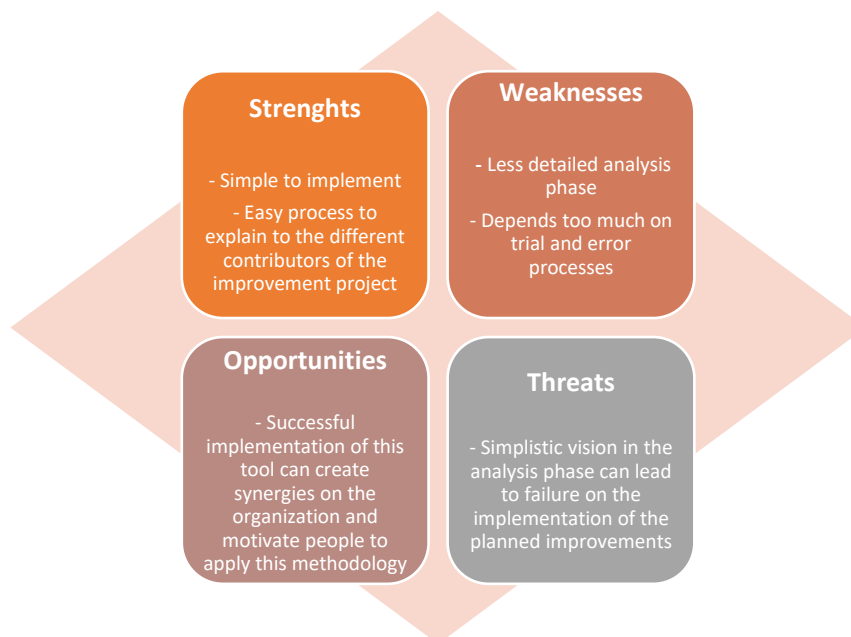 Strenghts
- Simple to implement
- Easy process to
explain to the different
contributors of the
improvement project
Weaknesses
- Less detailed analysis
phase
- Depends too much on
trial and error
processes
Opportunities
- Successful
implementation of this
tool can create
synergies on the
organization and
motivate people to
apply this methodology
Threats
- Simplistic vision in the
analysis phase can lead
to failure on the
implementation of the
planned improvements